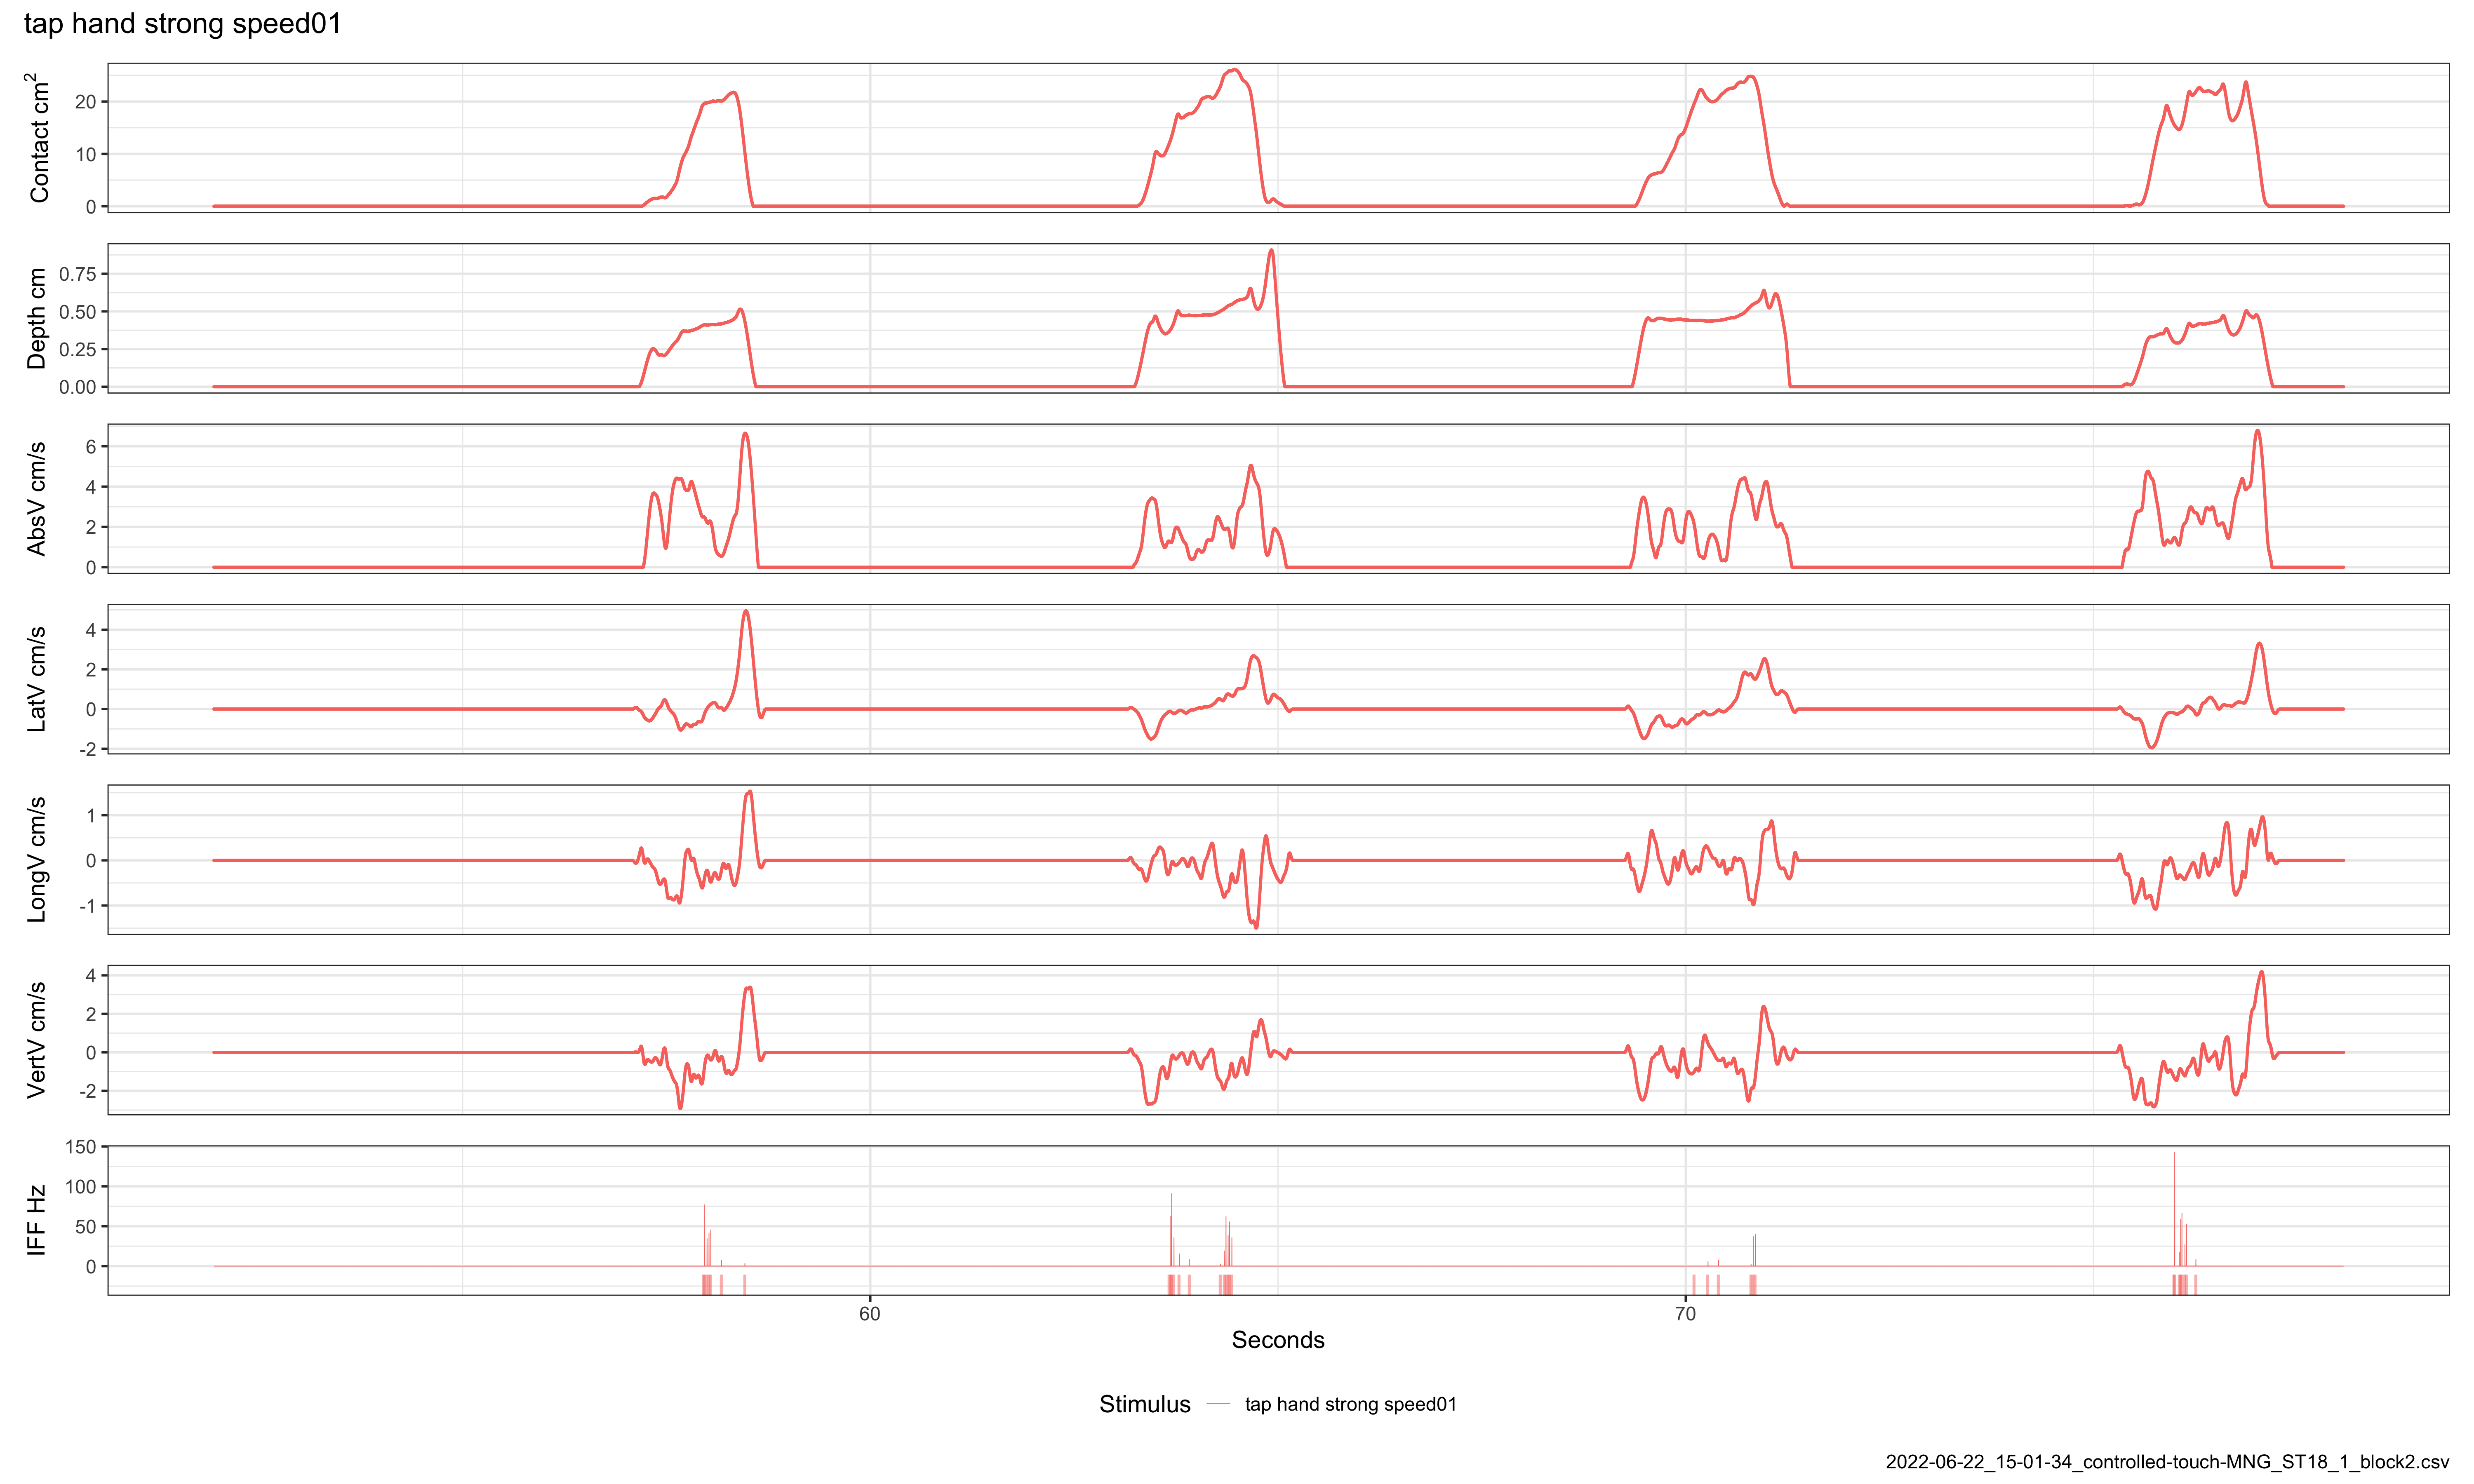 tap hand strong speed01
Contact cm²
20
10
0
Depth cm
0.75
0.50
0.25
0.00
AbsV cm/s
6
4
2
0
LatV cm/s
4
2
0
-2
LongV cm/s
1
0
-1
VertV cm/s
4
2
0
-2
IFF Hz
150
100
50
0
60
70
Seconds
Stimulus tap hand strong speed01
2022-06-22_15-01-34_controlled-touch-MNG_ST18_1_block2.csv